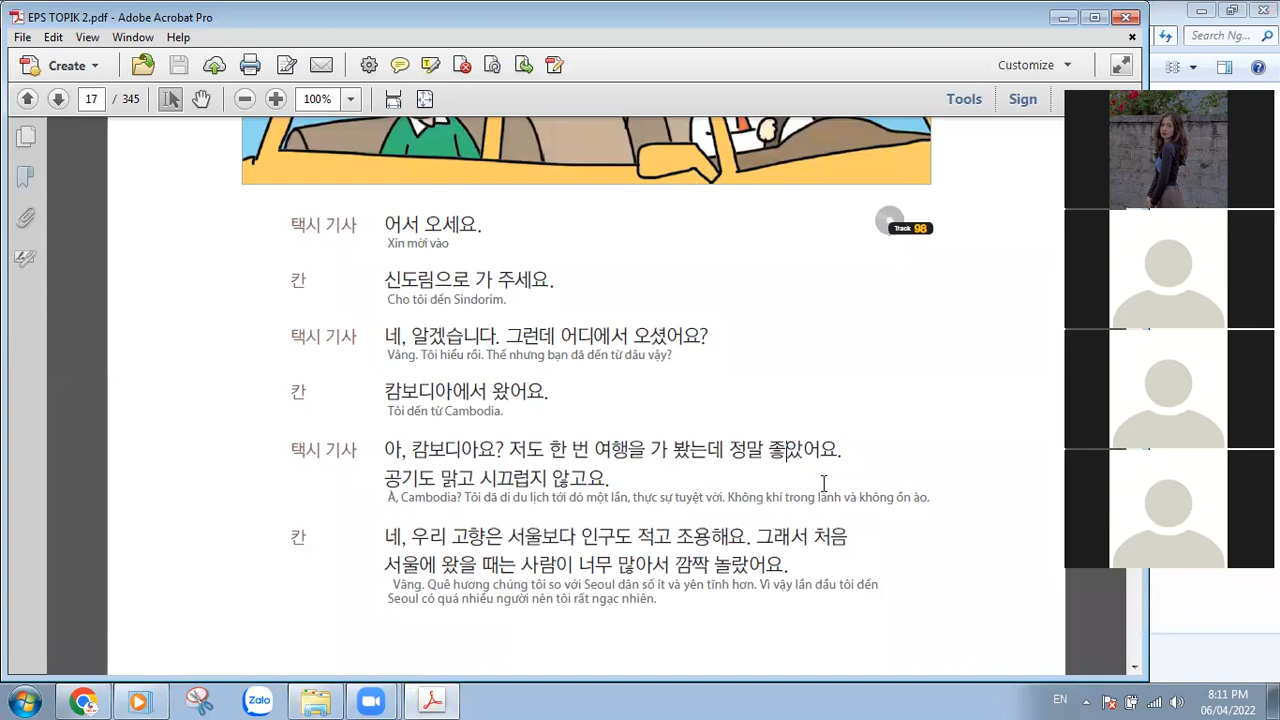 EPS TOPIK 2.pdf - Adobe Acrobat Pro
File Edit View Window Help
Search Ng...
Create
Customize
17 / 345
100%
Tools Sign
택시 기사 어서 오세요.
Xin mời vào
Track 98
칸 신도림으로 가 주세요.
Cho tôi đến Sindorim.
택시 기사 네, 알겠습니다. 그런데 어디에서 오셨어요?
Vâng. Tôi hiểu rồi. Thế nhưng bạn đã đến từ đâu vậy?
칸 캄보디아에서 왔어요.
Tôi đến từ Cambodia.
택시 기사 아, 캄보디아요? 저도 한 번 여행을 가 봤는데 정말 좋았어요.
공기도 맑고 시끄럽지 않고요.
À, Cambodia? Tôi đã đi du lịch tới đó một lần, thực sự tuyệt vời. Không khí trong lành và không ồn ào.
칸 네, 우리 고향은 서울보다 인구도 적고 조용해요. 그래서 처음
서울에 왔을 때는 사람이 너무 많아서 깜짝 놀랐어요.
Vâng. Quê hương chúng tôi so với Seoul dân số ít và yên tĩnh hơn. Vì vậy lần đầu tôi đến
Seoul có quá nhiều người nên tôi rất ngạc nhiên.
Zalo
EN
8:11 PM
06/04/2022